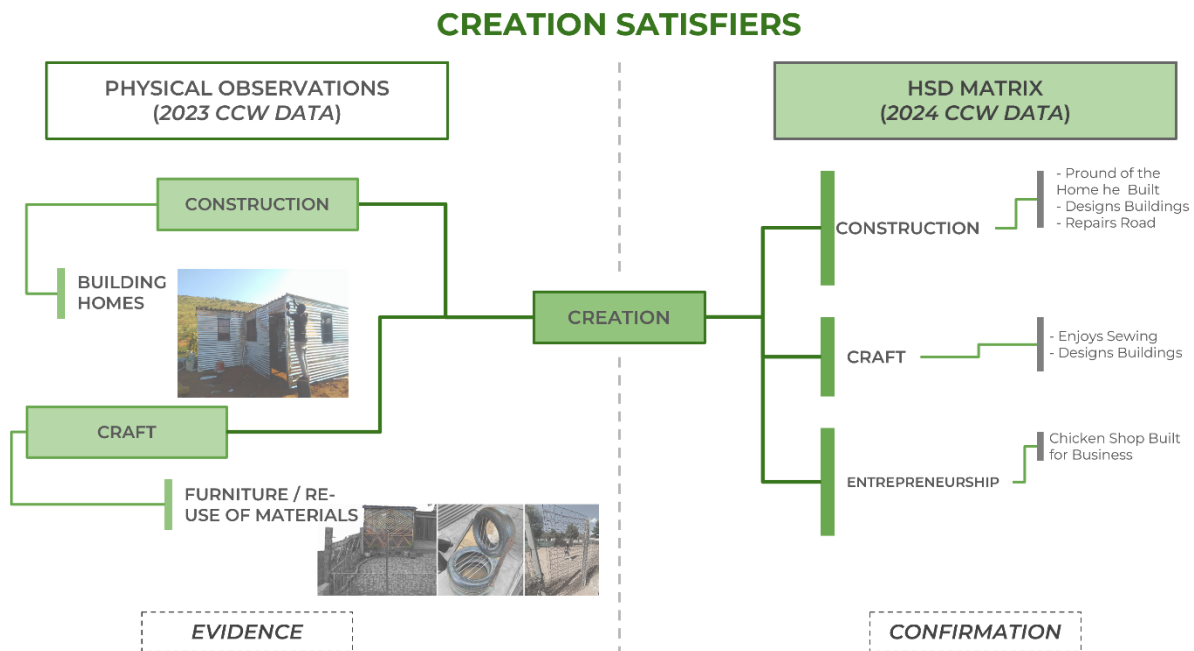 CREATION SATISFIERS
PHYSICAL OBSERVATIONS
(2023 CCW DATA)
CONSTRUCTION
BUILDING
HOMES
CRAFT
FURNITURE / RE-
USE OF MATERIALS
EVIDENCE
CREATION
HSD MATRIX
(2024 CCW DATA)
CONSTRUCTION
- Pround of the
Home he Built
- Designs Buildings
- Repairs Road
CRAFT
- Enjoys Sewing
- Designs Buildings
ENTREPRENEURSHIP
Chicken Shop Built
for Business
CONFIRMATION